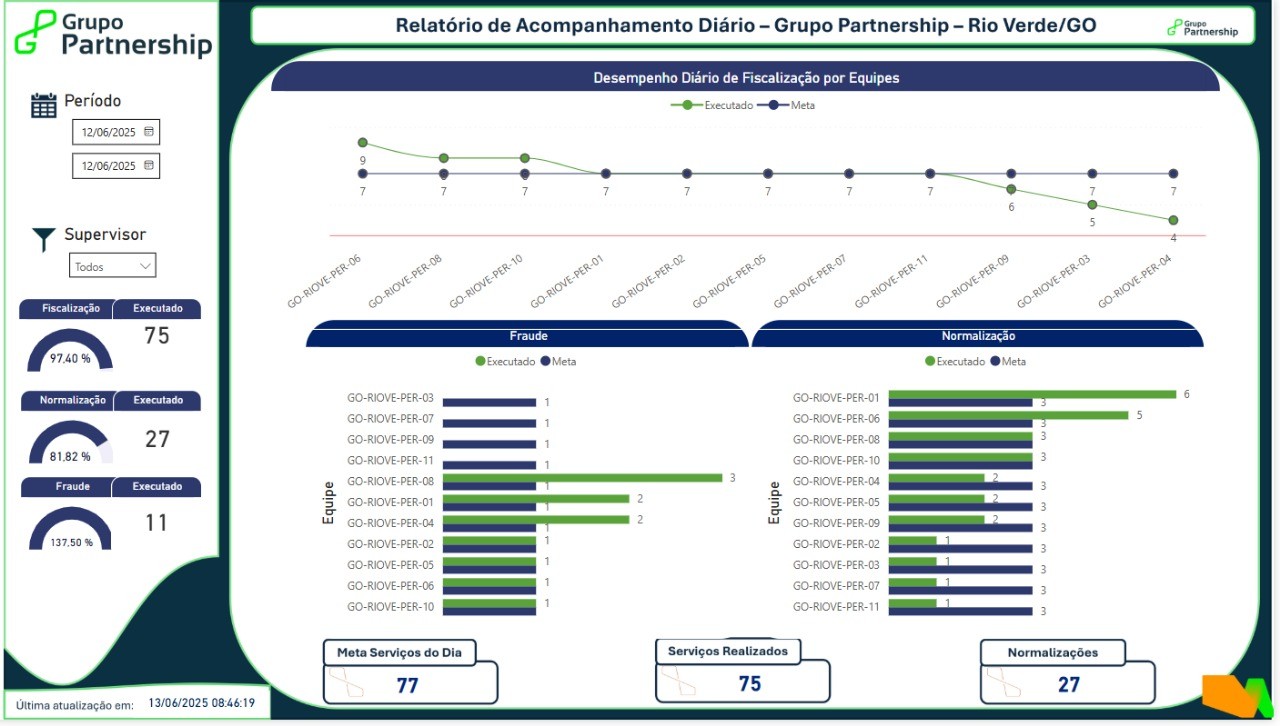 Grupo
Partnership
Relatório de Acompanhamento Diário – Grupo Partnership – Rio Verde/GO
Grupo
Partnership
Período
12/06/2025
12/06/2025
Supervisor
Todos
Fiscalização Executado
97,40 %
75
Normalização Executado
81,82 %
27
Fraude Executado
137,50 %
11
Última atualização em: 13/06/2025 08:46:19
Desempenho Diário de Fiscalização por Equipes
Executado Meta
9
7 7 7 7 7 7 7 7 7 7
6
5
4
GO-RIOVE-PER-06
GO-RIOVE-PER-08
GO-RIOVE-PER-10
GO-RIOVE-PER-01
GO-RIOVE-PER-02
GO-RIOVE-PER-05
GO-RIOVE-PER-07
GO-RIOVE-PER-11
GO-RIOVE-PER-09
GO-RIOVE-PER-03
GO-RIOVE-PER-04
Fraude
Executado Meta
Equipe
GO-RIOVE-PER-03 1
GO-RIOVE-PER-07 1
GO-RIOVE-PER-09 1
GO-RIOVE-PER-11 1
GO-RIOVE-PER-08 3 1
GO-RIOVE-PER-01 2 1
GO-RIOVE-PER-04 2 1
GO-RIOVE-PER-02 1
GO-RIOVE-PER-05 1
GO-RIOVE-PER-06 1
GO-RIOVE-PER-10 1
Normalização
Executado Meta
Equipe
GO-RIOVE-PER-01 6 3
GO-RIOVE-PER-06 5 3
GO-RIOVE-PER-08 3
GO-RIOVE-PER-10 3
GO-RIOVE-PER-04 2 3
GO-RIOVE-PER-05 2 3
GO-RIOVE-PER-09 2 3
GO-RIOVE-PER-02 1 3
GO-RIOVE-PER-03 1 3
GO-RIOVE-PER-07 1 3
GO-RIOVE-PER-11 1 3
Meta Serviços do Dia
77
Serviços Realizados
75
Normalizações
27